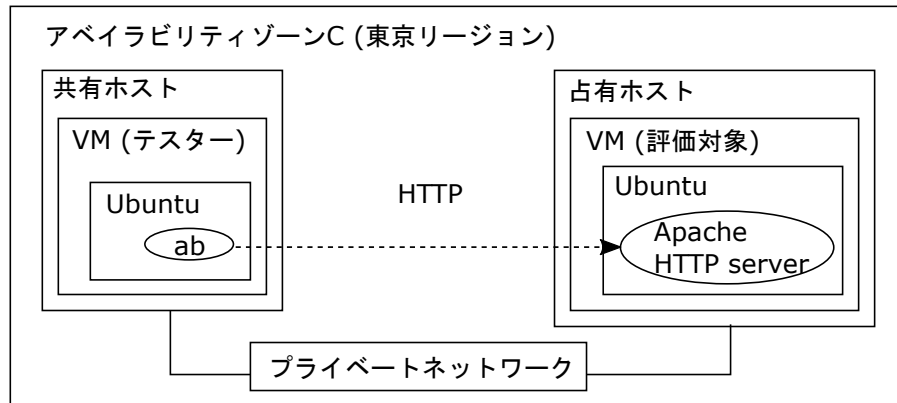 アベイラビリティゾーンC (東京リージョン)
共有ホスト
VM (テスター)
Ubuntu
ab
HTTP
占有ホスト
VM (評価対象)
Ubuntu
Apache
HTTP server
プライベートネットワーク